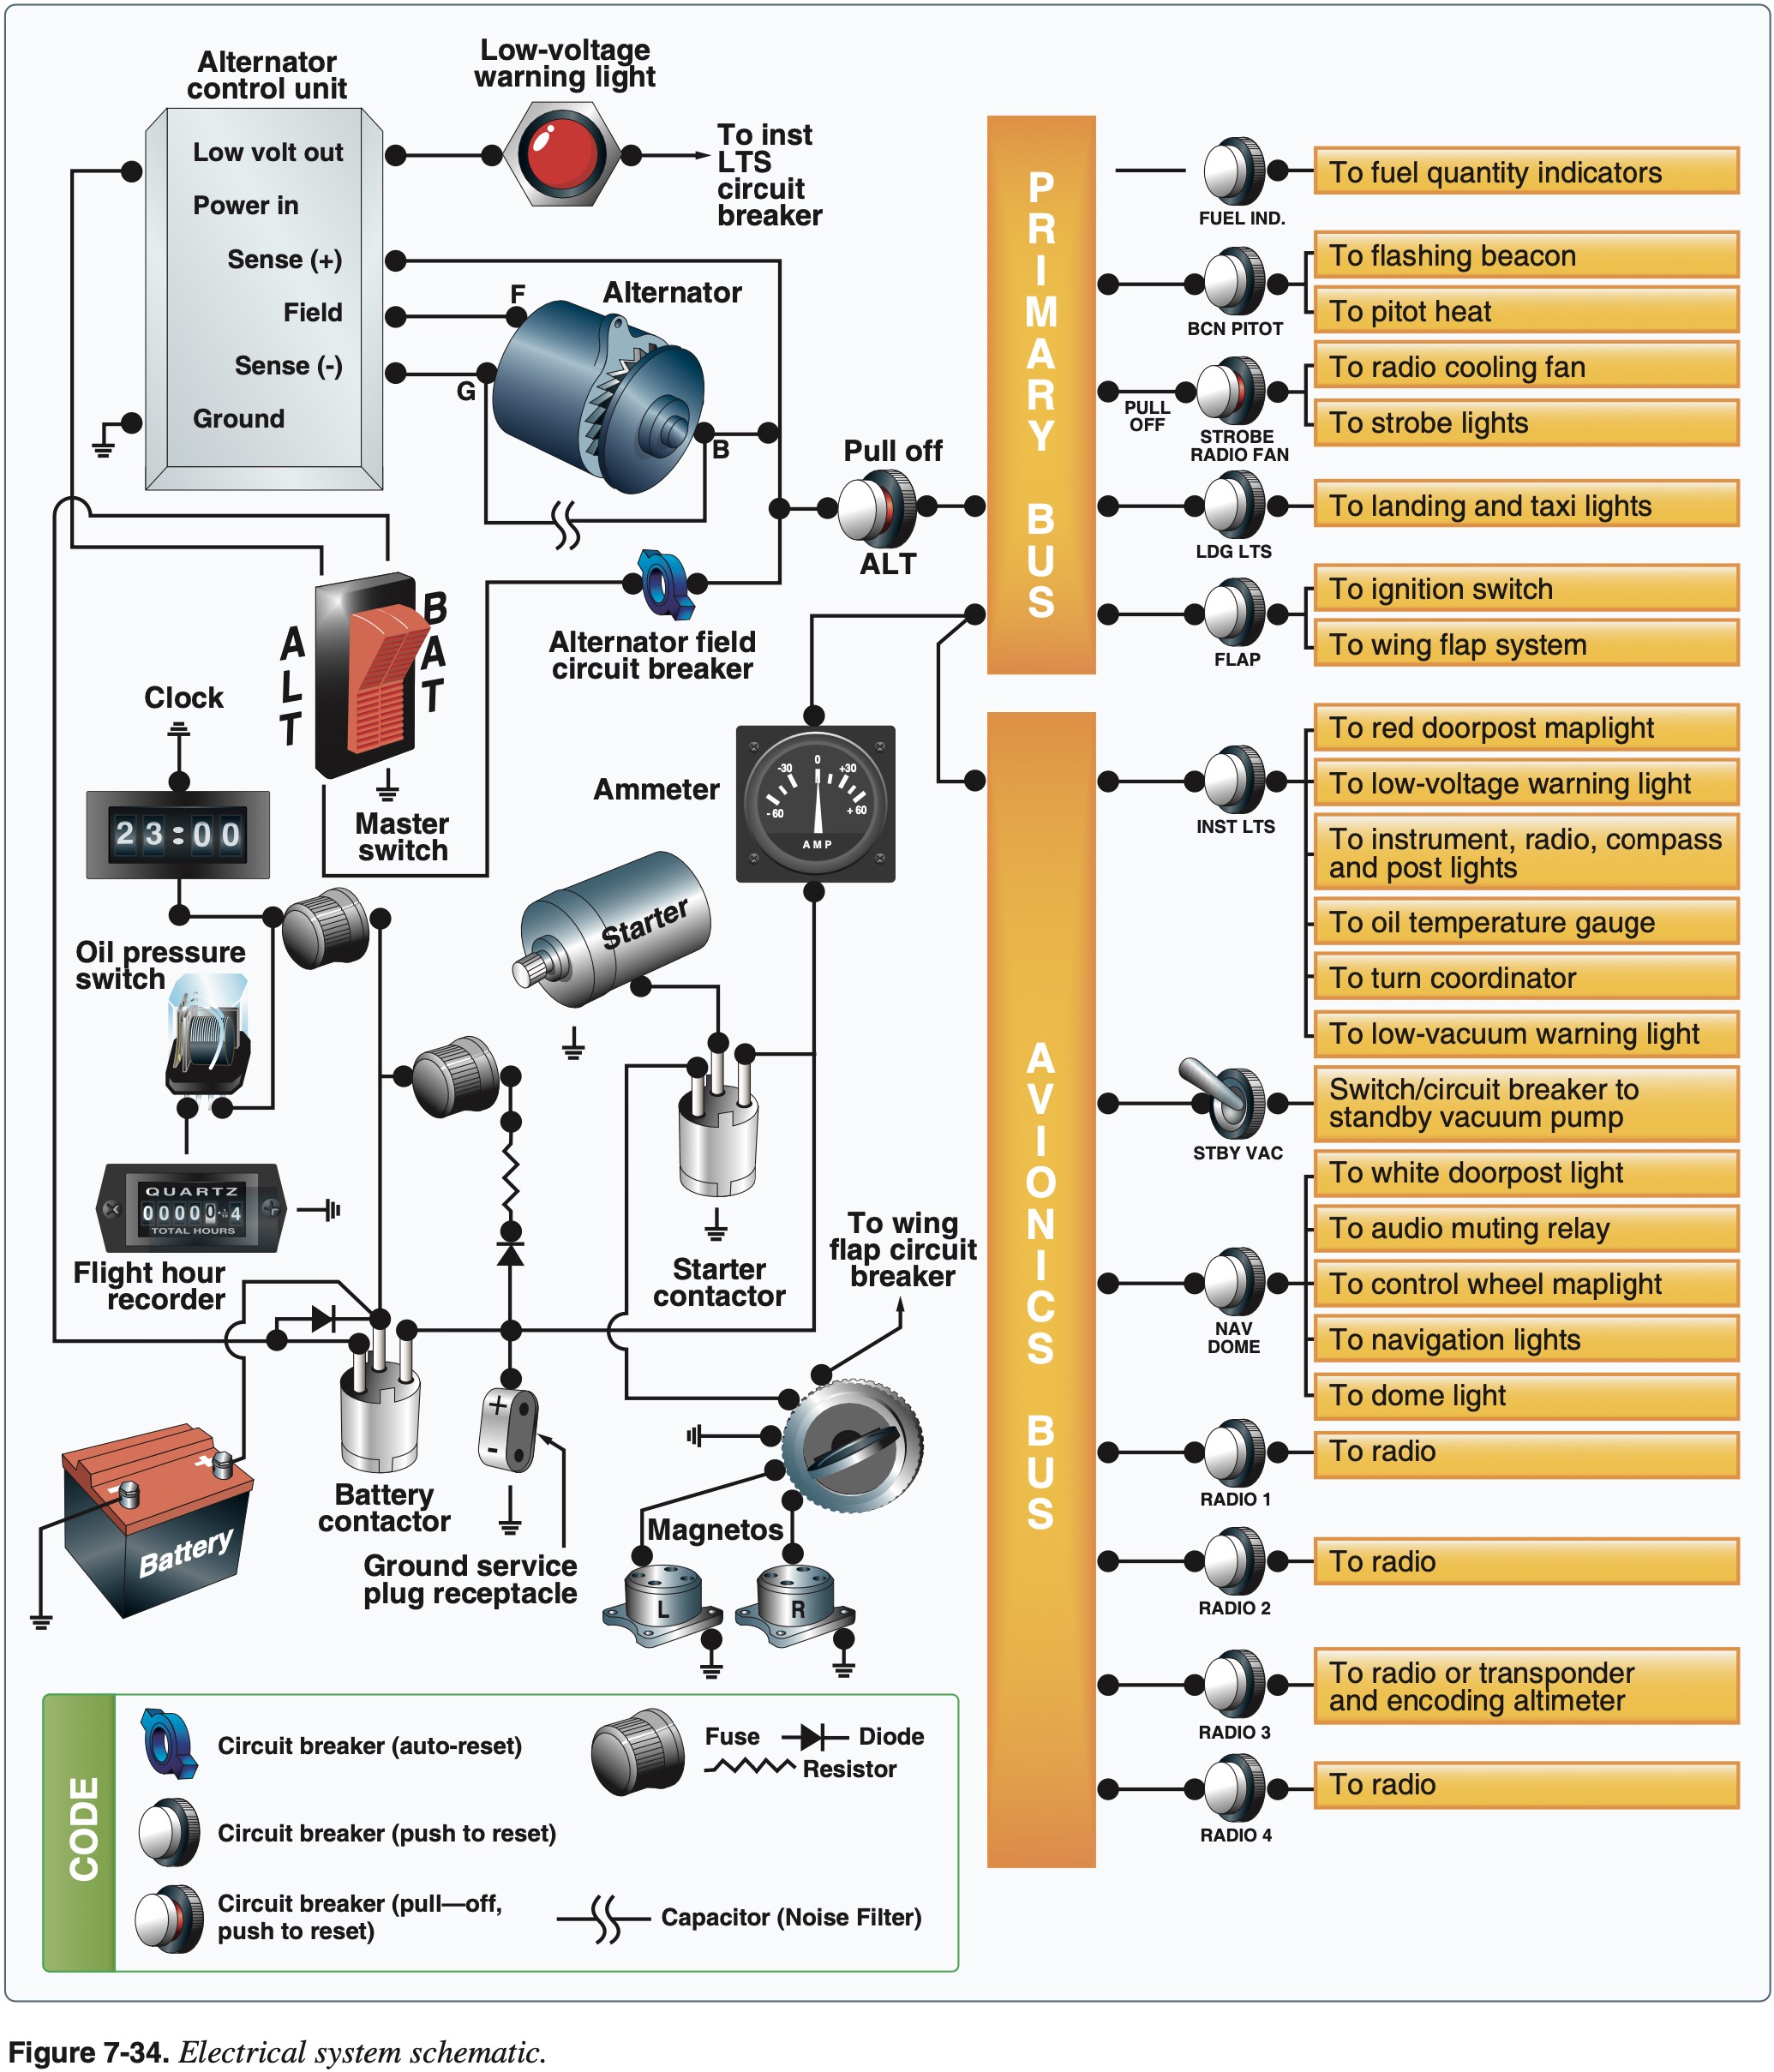 Alternator
control unit
Low volt out
Power in
Sense (+)
Field
Sense (-)
Ground
Low-voltage
warning light
To inst
LTS
circuit
breaker
F
Alternator
G
B
Pull off
ALT
Alternator field
circuit breaker
ALT
BAT
Master
switch
Clock
23:00
Oil pressure
switch
QUARTZ
00000 4
TOTAL HOURS
Flight hour
recorder
Ammeter
-30
0
+30
-60
+60
AMP
Starter
Starter
contactor
To wing
flap circuit
breaker
+
-
Battery
Battery
contactor
+
-
Ground service
plug receptacle
Magnetos
L
R
PRIMARY BUS
FUEL IND.
To fuel quantity indicators
BCN PITOT
To flashing beacon
To pitot heat
PULL
OFF
STROBE
RADIO FAN
To radio cooling fan
To strobe lights
LDG LTS
To landing and taxi lights
FLAP
To ignition switch
To wing flap system
AVIONICS BUS
INST LTS
To red doorpost maplight
To low-voltage warning light
To instrument, radio, compass
and post lights
To oil temperature gauge
To turn coordinator
To low-vacuum warning light
STBY VAC
Switch/circuit breaker to
standby vacuum pump
NAV
DOME
To white doorpost light
To audio muting relay
To control wheel maplight
To navigation lights
To dome light
RADIO 1
To radio
RADIO 2
To radio
RADIO 3
To radio or transponder
and encoding altimeter
RADIO 4
To radio
CODE
Circuit breaker (auto-reset)
Circuit breaker (push to reset)
Circuit breaker (pull—off,
push to reset)
Fuse
Diode
Resistor
Capacitor (Noise Filter)
Figure 7-34. Electrical system schematic.